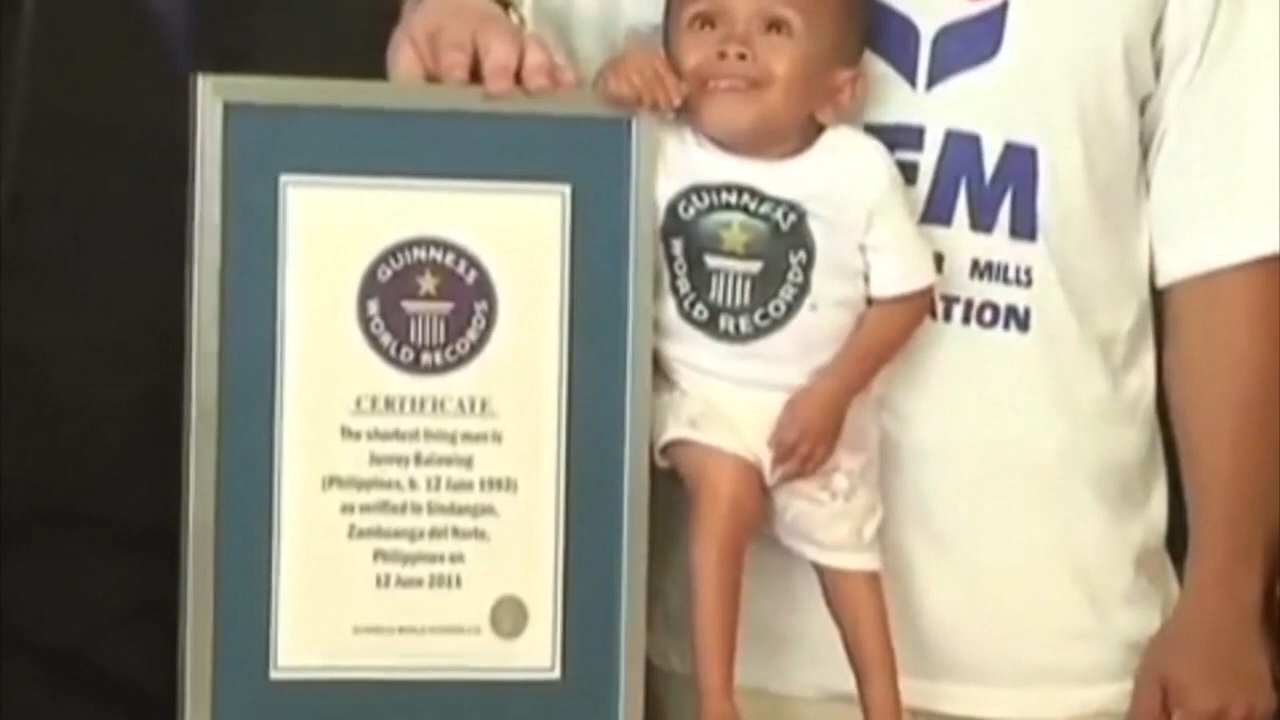 GUINNESS
WORLD RECORDS
CERTIFICATE
The shortest living man is
Junrey Balawing
(Philippines, b. 12 June 1993)
as verified in Sindangan,
Zamboanga del Norte,
Philippines on
12 June 2011
GUINNESS
WORLD RECORDS
FM
MILLS